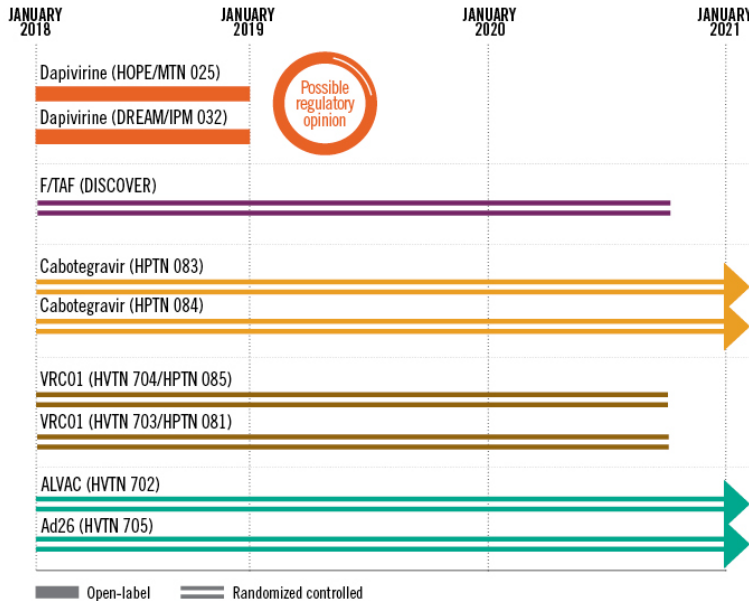 JANUARY
2018
JANUARY
2019
JANUARY
2020
JANUARY
2021
Dapivirine (HOPE/MTN 025)
Dapivirine (DREAM/IPM 032)
Possible
regulatory
opinion
F/TAF (DISCOVER)
Cabotegravir (HPTN 083)
Cabotegravir (HPTN 084)
VRC01 (HVTN 704/HPTN 085)
VRC01 (HVTN 703/HPTN 081)
ALVAC (HVTN 702)
Ad26 (HVTN 705)
Open-label
Randomized controlled